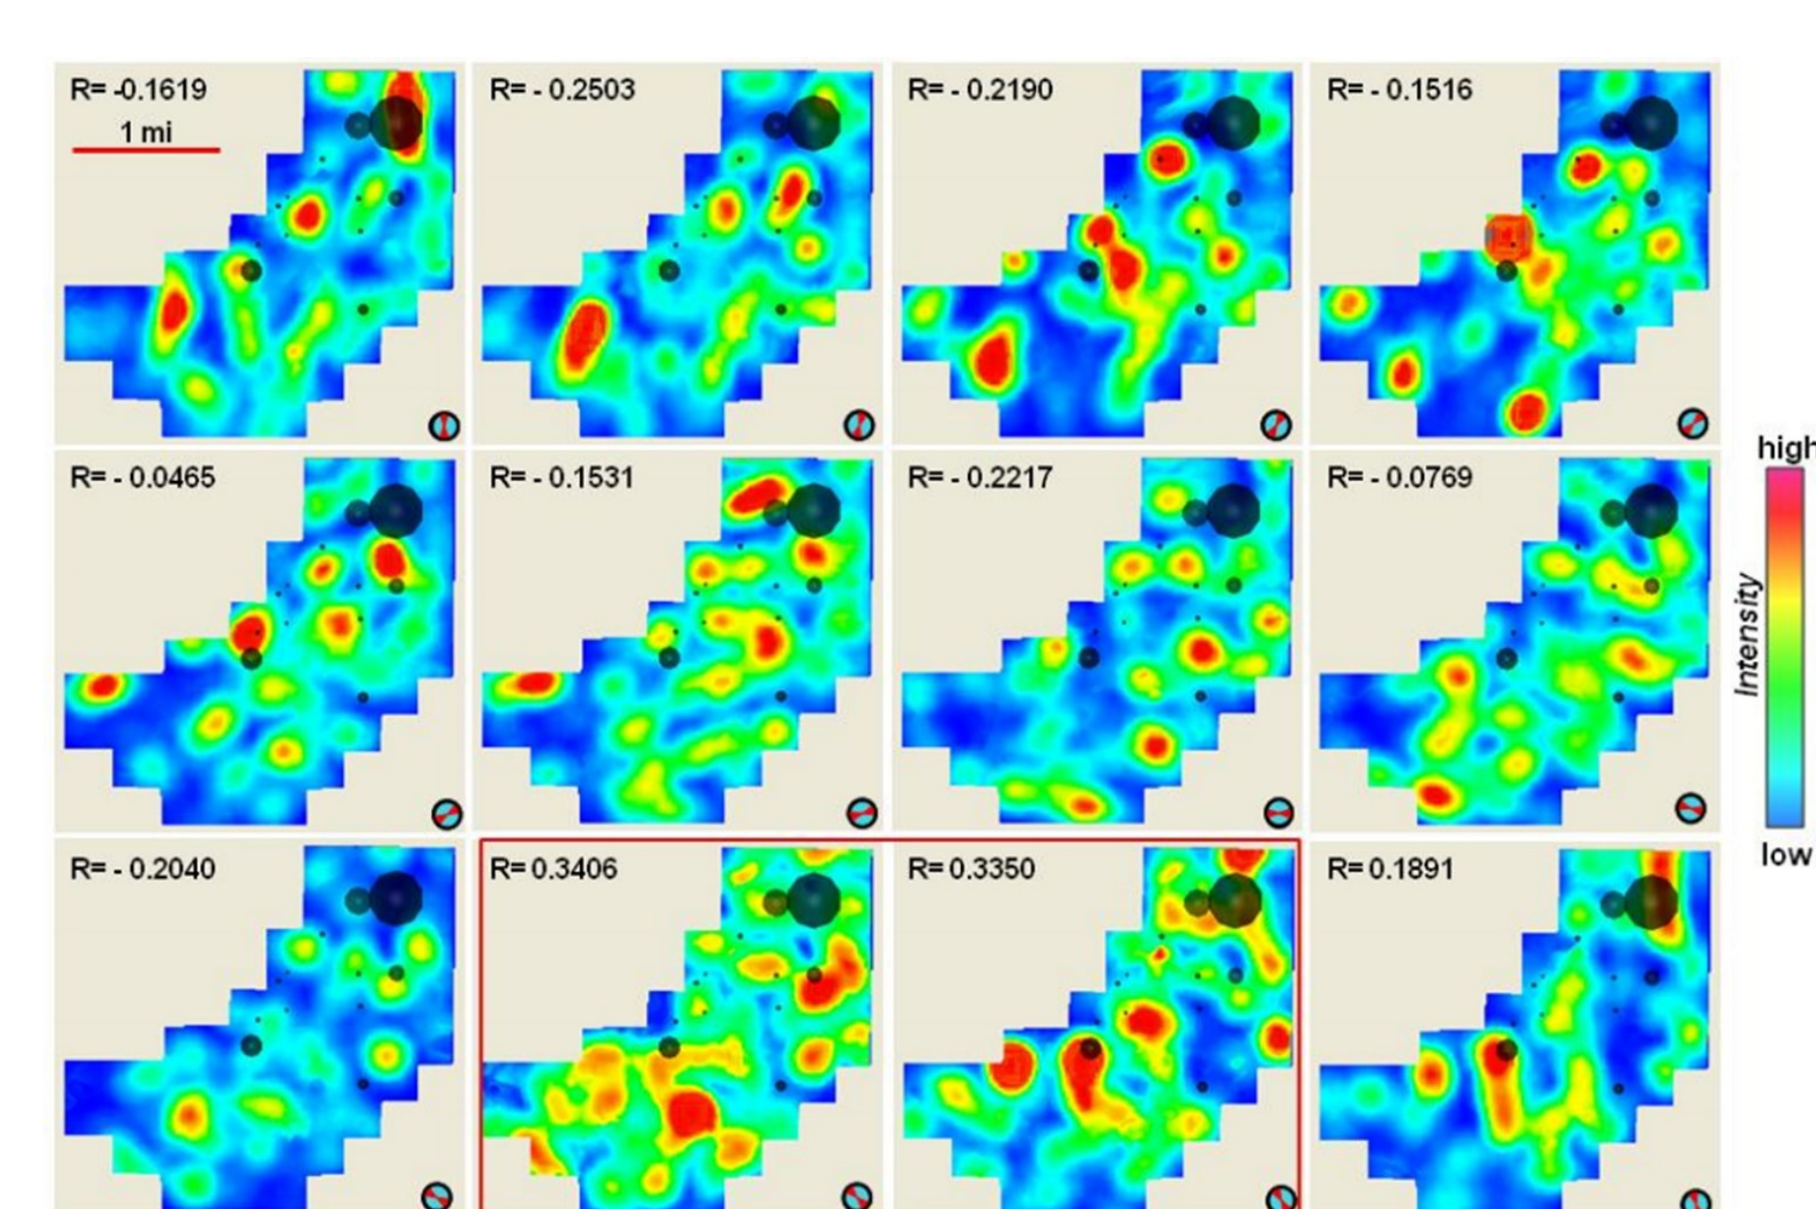 R= -0.1619
1 mi
R= - 0.2503
R= - 0.2190
R= - 0.1516
R= - 0.0465
R= - 0.1531
R= - 0.2217
R= - 0.0769
high
Intensity
low
R= - 0.2040
R= 0.3406
R= 0.3350
R= 0.1891